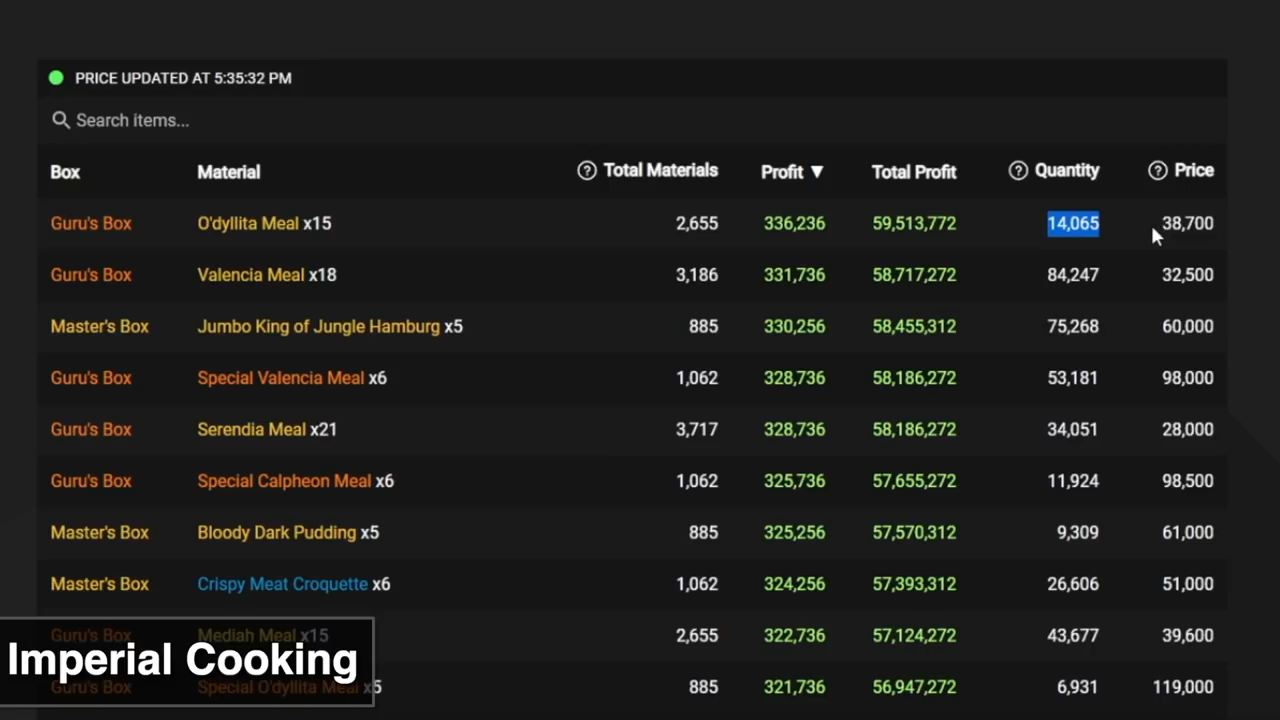 PRICE UPDATED AT 5:35:32 PM
Search items...
Box Material Total Materials Profit ▼ Total Profit Quantity Price
Guru's Box O'dyllita Meal x15 2,655 336,236 59,513,772 14,065 38,700
Guru's Box Valencia Meal x18 3,186 331,736 58,717,272 84,247 32,500
Master's Box Jumbo King of Jungle Hamburg x5 885 330,256 58,455,312 75,268 60,000
Guru's Box Special Valencia Meal x6 1,062 328,736 58,186,272 53,181 98,000
Guru's Box Serendia Meal x21 3,717 328,736 58,186,272 34,051 28,000
Guru's Box Special Calpheon Meal x6 1,062 325,736 57,655,272 11,924 98,500
Master's Box Bloody Dark Pudding x5 885 325,256 57,570,312 9,309 61,000
Master's Box Crispy Meat Croquette x6 1,062 324,256 57,393,312 26,606 51,000
Guru's Box Mediah Meal x15 2,655 322,736 57,124,272 43,677 39,600
Imperial Cooking
Guru's Box Special O'dyllita Meal x5 885 321,736 56,947,272 6,931 119,000